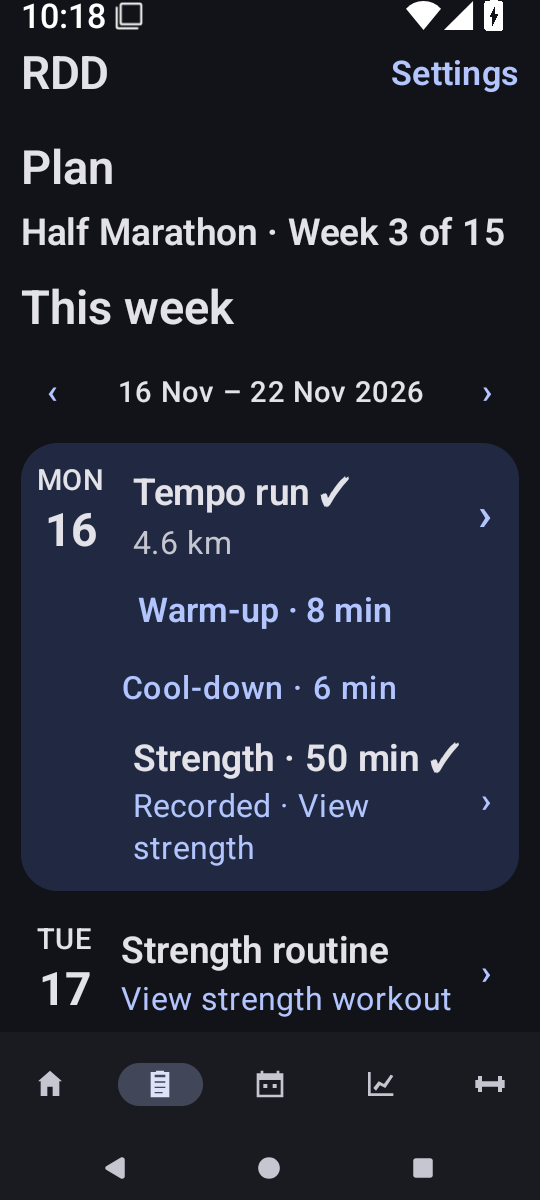 10:18
RDD
Settings
Plan
Half Marathon · Week 3 of 15
This week
‹ 16 Nov – 22 Nov 2026 ›
MON
16
Tempo run ✓
4.6 km
›
Warm-up · 8 min
Cool-down · 6 min
Strength · 50 min ✓
Recorded · View
strength
›
TUE
17
Strength routine
View strength workout
›